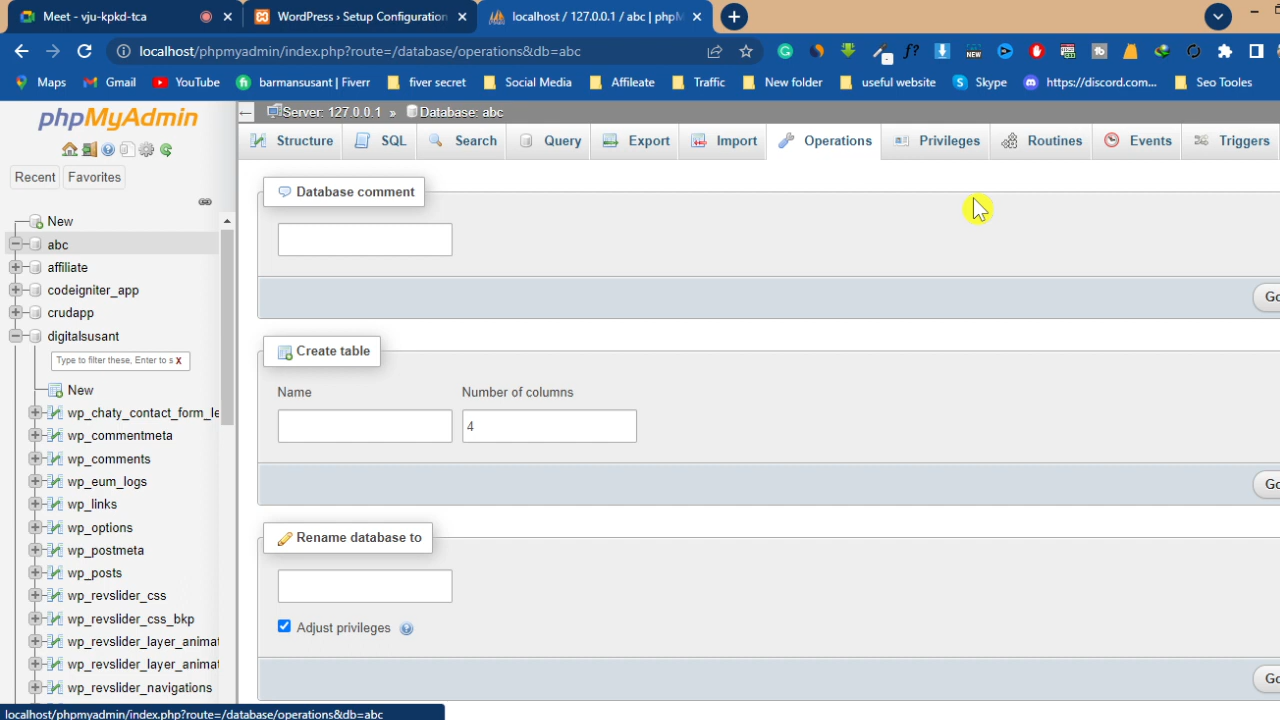 Meet - vju-kpkd-tca
WordPress › Setup Configuration
localhost / 127.0.0.1 / abc | phpM
localhost/phpmyadmin/index.php?route=/database/operations&db=abc
f?
NEW
Maps
Gmail
YouTube
barmansusant | Fiverr
fiver secret
Social Media
Affileate
Traffic
New folder
useful website
Skype
https://discord.com...
Seo Tooles
phpMyAdmin
Server: 127.0.0.1 » Database: abc
Structure
SQL
Search
Query
Export
Import
Operations
Privileges
Routines
Events
Triggers
Recent
Favorites
New
abc
affiliate
codeigniter_app
crudapp
digitalsusant
Type to filter these, Enter to s X
New
wp_chaty_contact_form_le
wp_commentmeta
wp_comments
wp_eum_logs
wp_links
wp_options
wp_postmeta
wp_posts
wp_revslider_css
wp_revslider_css_bkp
wp_revslider_layer_animat
wp_revslider_layer_animat
wp_revslider_navigations
Database comment
Go
Create table
Name
Number of columns
4
Go
Rename database to
Adjust privileges
Go
localhost/phpmyadmin/index.php?route=/database/operations&db=abc